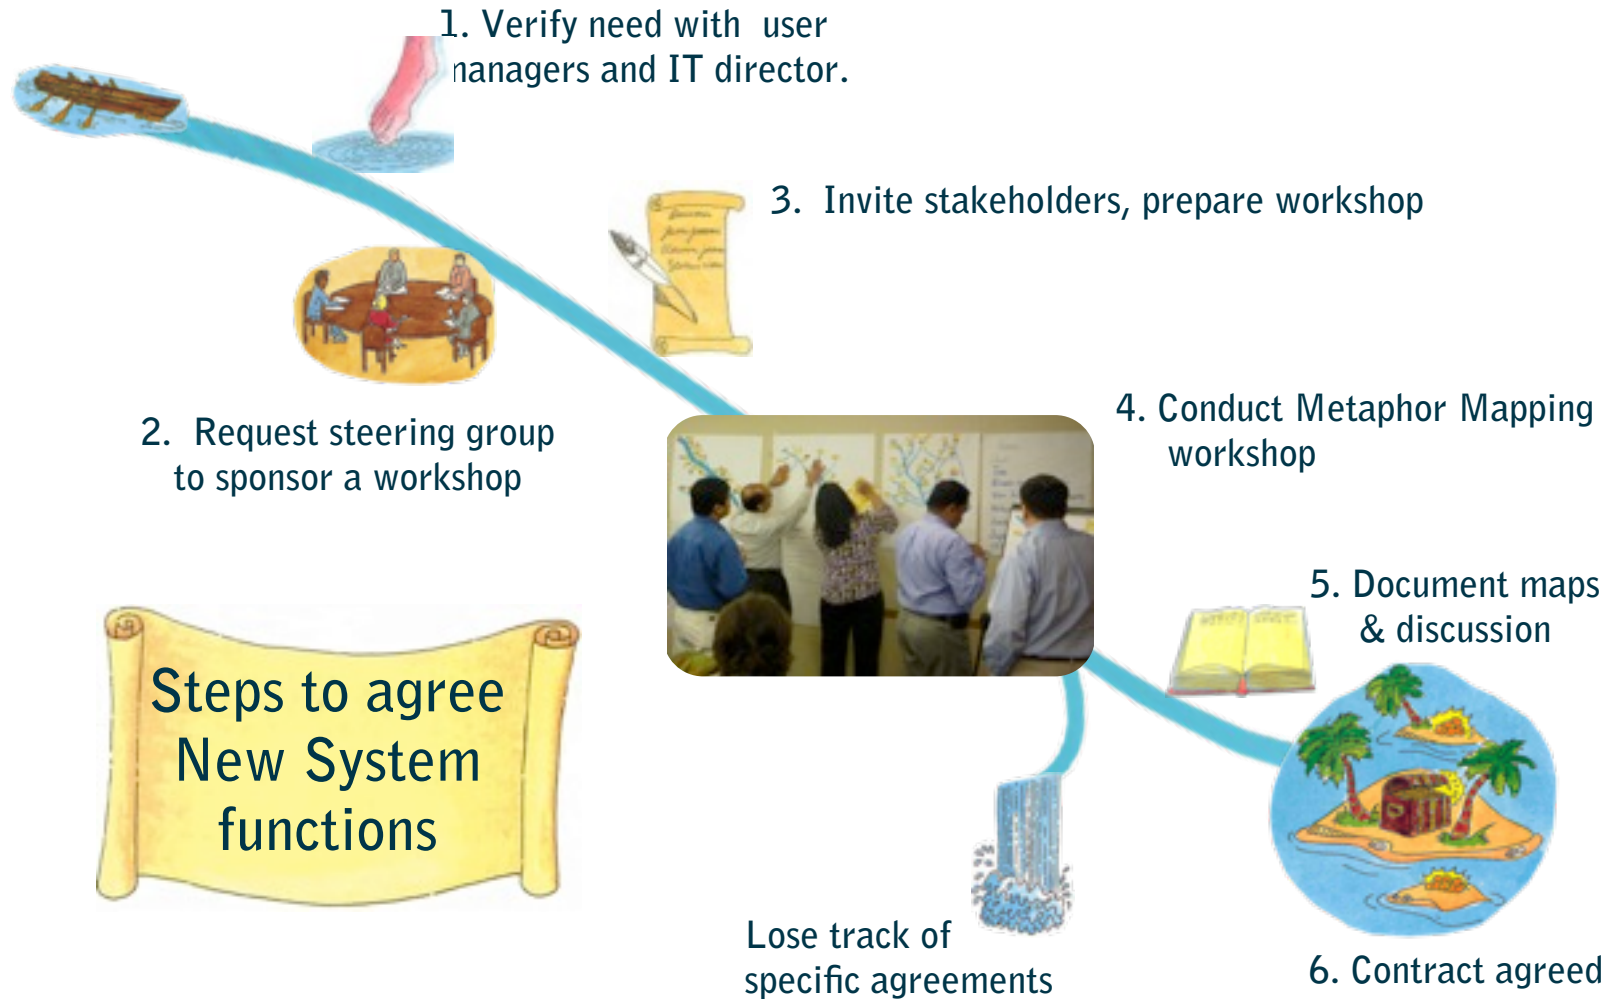 1. Verify need with user
managers and IT director.
3. Invite stakeholders, prepare workshop
2. Request steering group
to sponsor a workshop
4. Conduct Metaphor Mapping
workshop
5. Document maps
& discussion
Steps to agree
New System
functions
Lose track of
specific agreements
6. Contract agreed